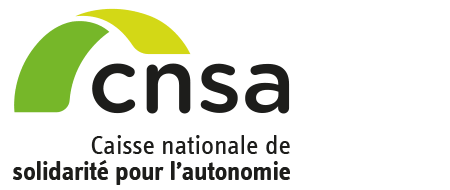 cnsa
Caisse nationale de
solidarité pour l'autonomie